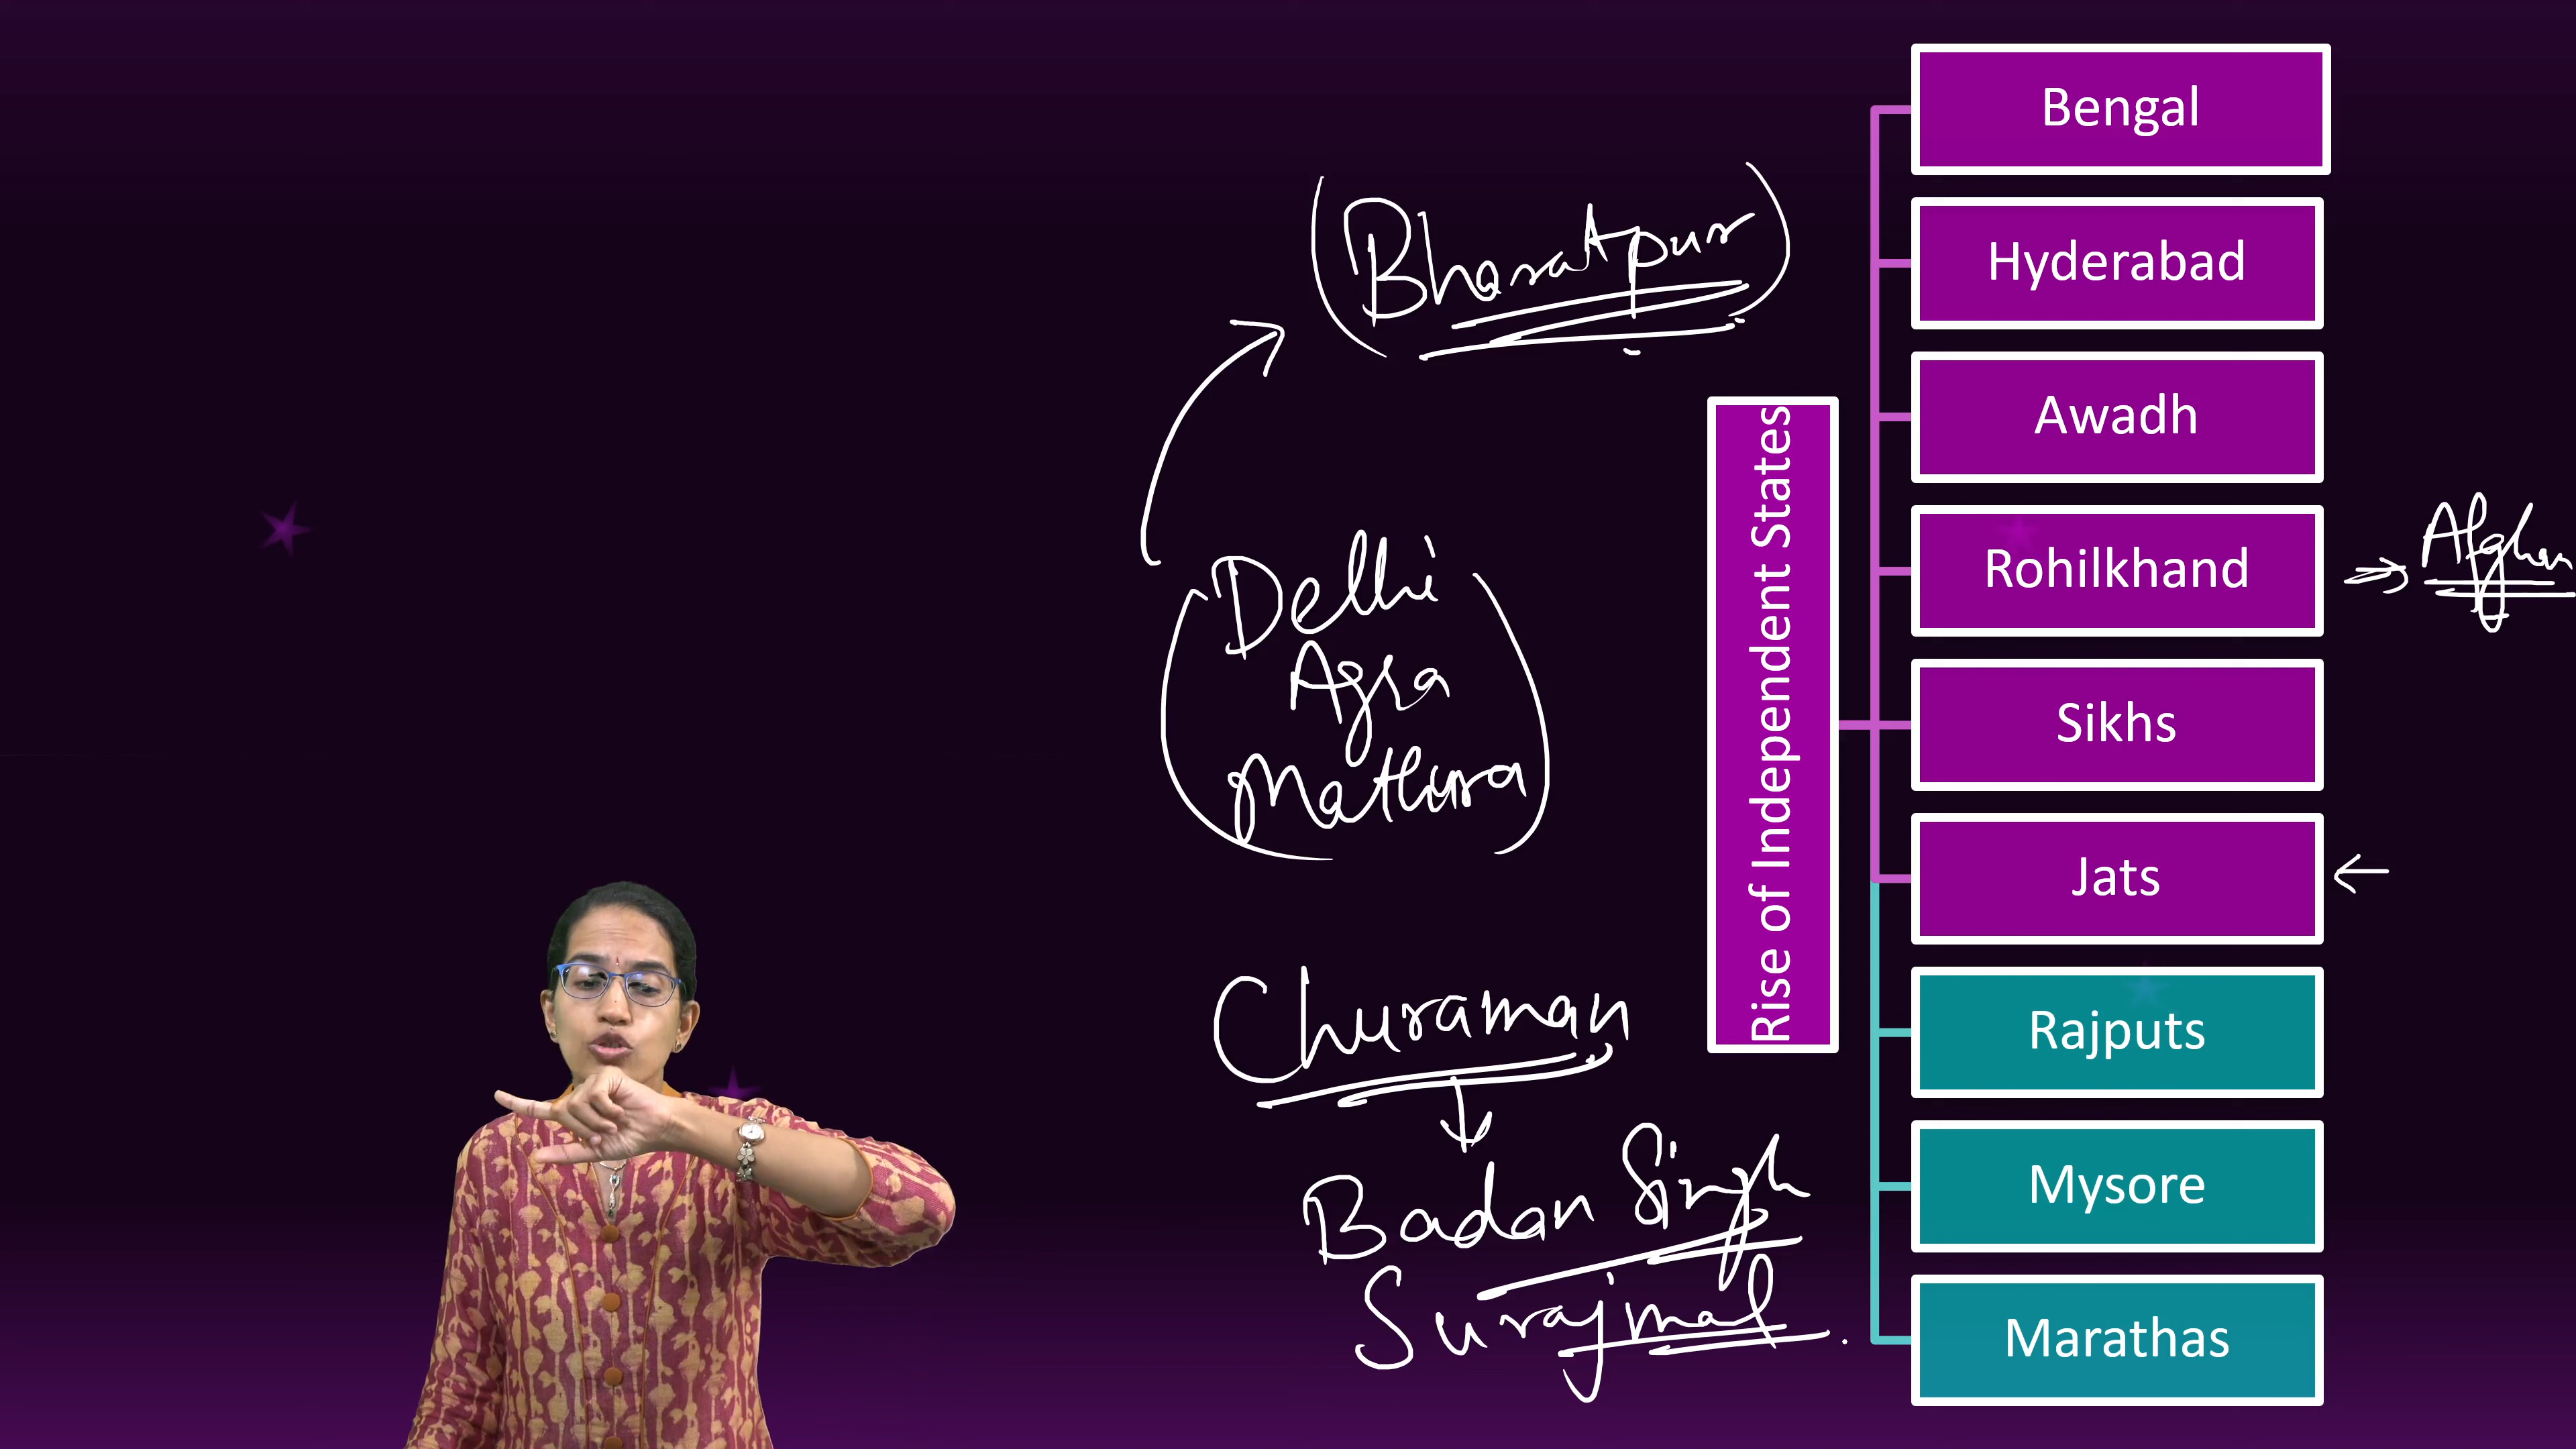 Bharatpur
Delhi
Agra
Mathura
Churaman
Badan Singh
Surajmal
Rise of Independent States
Bengal
Hyderabad
Awadh
Rohilkhand
Afghan
Sikhs
Jats
Rajputs
Mysore
Marathas